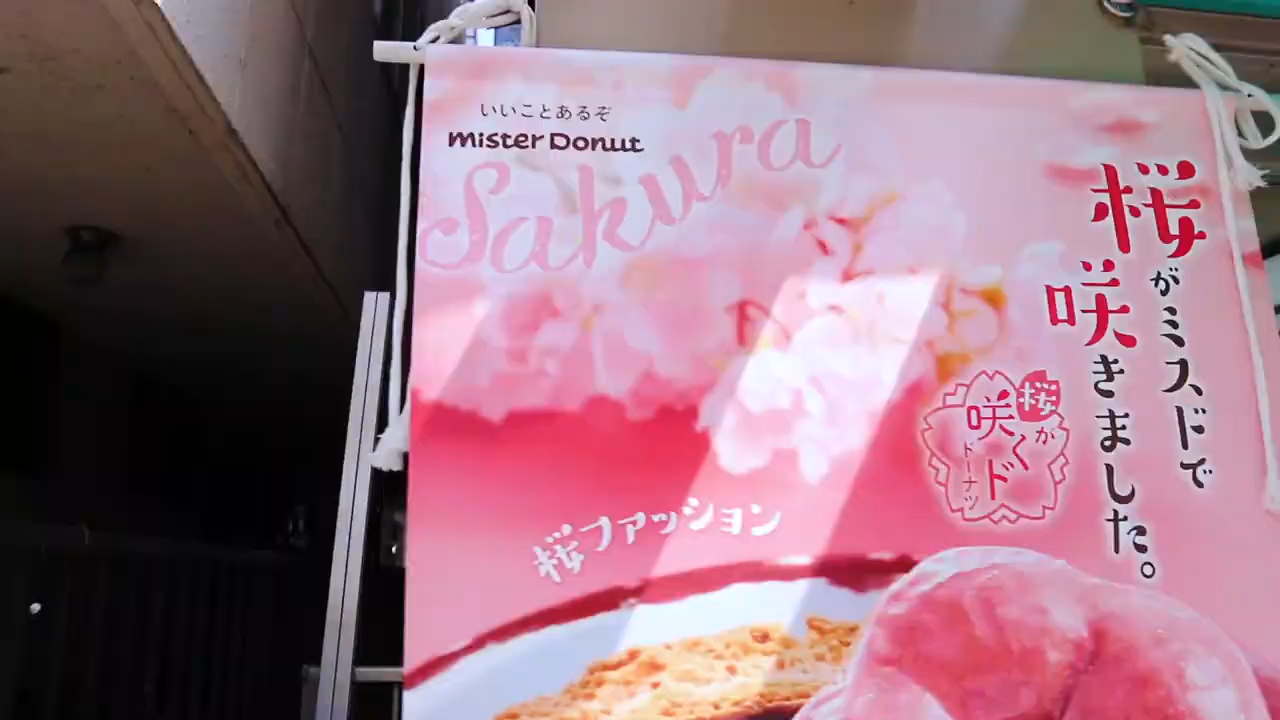 いいことあるぞ
mister Donut
Sakura
桜がミスドで
咲きました。
桜が
咲くド
ドーナツ
桜ファッション